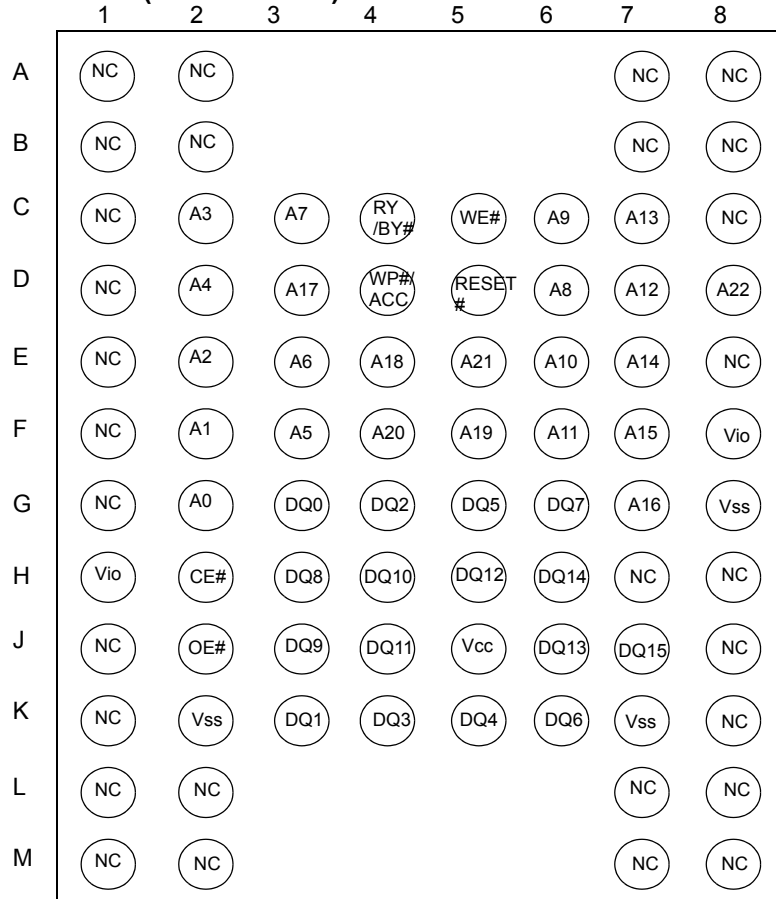 1 2 3 4 5 6 7 8
A NC NC NC NC
B NC NC NC NC
C NC A3 A7 RY /BY# WE# A9 A13 NC
D NC A4 A17 WP#/ ACC RESET # A8 A12 A22
E NC A2 A6 A18 A21 A10 A14 NC
F NC A1 A5 A20 A19 A11 A15 Vio
G NC A0 DQ0 DQ2 DQ5 DQ7 A16 Vss
H Vio CE# DQ8 DQ10 DQ12 DQ14 NC NC
J NC OE# DQ9 DQ11 Vcc DQ13 DQ15 NC
K NC Vss DQ1 DQ3 DQ4 DQ6 Vss NC
L NC NC NC NC
M NC NC NC NC